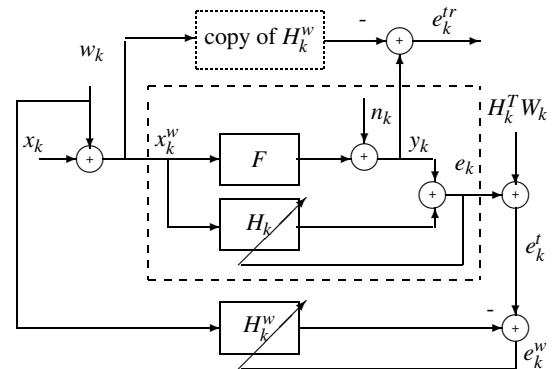 copy of $H_k^w$
-
$e_k^{tr}$
+
$w_k$
$n_k$
$H_k^T W_k$
$x_k$
+
$x_k^w$
$F$
+
$y_k$
$e_k$
+
+
$H_k$
$e_k^t$
$H_k^w$
-
+
$e_k^w$